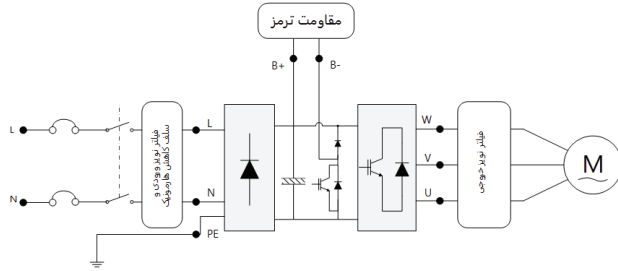 مقاومت ترمز
B+
B-
L
L
W
فیلتر نویز ورودی و
سلف کاهش هارمونیک
V
فیلتر نویز خروجی
M
N
N
U
PE